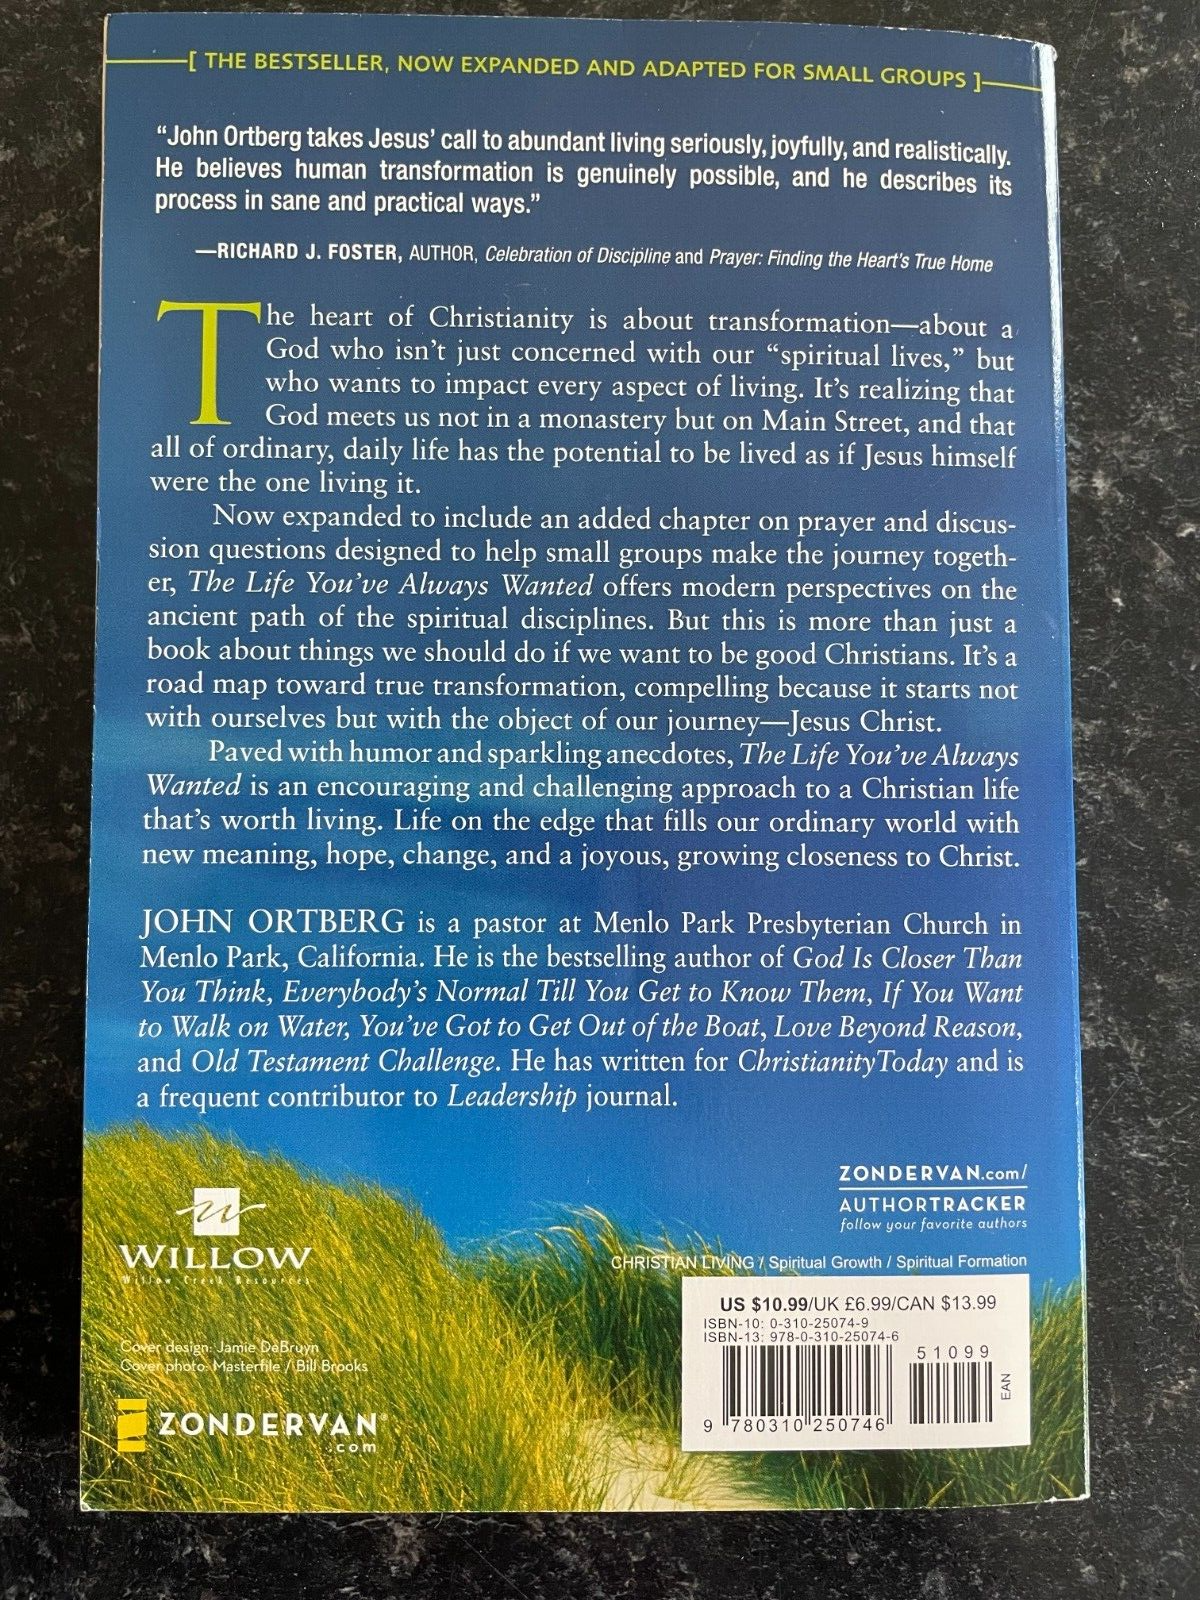 [ THE BESTSELLER, NOW EXPANDED AND ADAPTED FOR SMALL GROUPS ]
“John Ortberg takes Jesus’ call to abundant living seriously, joyfully, and realistically.
He believes human transformation is genuinely possible, and he describes its
process in sane and practical ways.”
—RICHARD J. FOSTER, AUTHOR, Celebration of Discipline and Prayer: Finding the Heart’s True Home
The heart of Christianity is about transformation—about a
God who isn’t just concerned with our “spiritual lives,” but
who wants to impact every aspect of living. It’s realizing that
God meets us not in a monastery but on Main Street, and that
all of ordinary, daily life has the potential to be lived as if Jesus himself
were the one living it.
Now expanded to include an added chapter on prayer and discus-
sion questions designed to help small groups make the journey togeth-
er, The Life You’ve Always Wanted offers modern perspectives on the
ancient path of the spiritual disciplines. But this is more than just a
book about things we should do if we want to be good Christians. It’s a
road map toward true transformation, compelling because it starts not
with ourselves but with the object of our journey—Jesus Christ.
Paved with humor and sparkling anecdotes, The Life You’ve Always
Wanted is an encouraging and challenging approach to a Christian life
that’s worth living. Life on the edge that fills our ordinary world with
new meaning, hope, change, and a joyous, growing closeness to Christ.
JOHN ORTBERG is a pastor at Menlo Park Presbyterian Church in
Menlo Park, California. He is the bestselling author of God Is Closer Than
You Think, Everybody’s Normal Till You Get to Know Them, If You Want
to Walk on Water, You’ve Got to Get Out of the Boat, Love Beyond Reason,
and Old Testament Challenge. He has written for Christianity Today and is
a frequent contributor to Leadership journal.
ZONDERVAN.com/
AUTHORTRACKER
follow your favorite authors
WILLOW
Willow Creek Resources
CHRISTIAN LIVING / Spiritual Growth / Spiritual Formation
US $10.99/UK £6.99/CAN $13.99
ISBN-10: 0-310-25074-9
ISBN-13: 978-0-310-25074-6
51099
EAN
9 780310 250746
Cover design: Jamie DeBruyn
Cover photo: Masterfile / Bill Brooks
ZONDERVAN®
.com